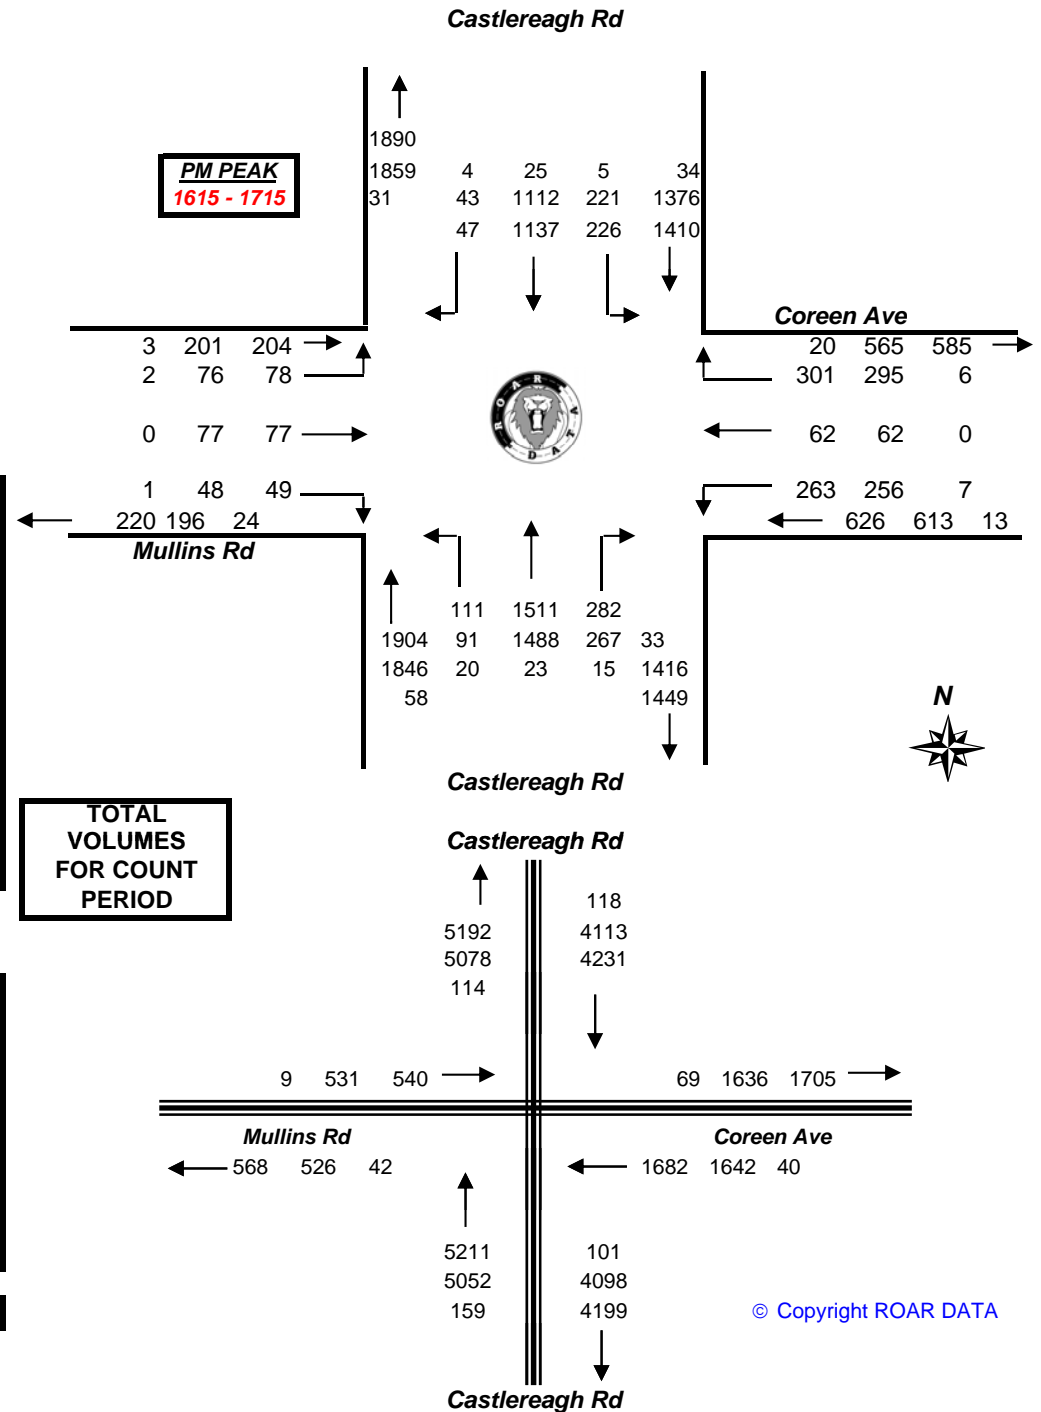 Castlereagh Rd
1890
PM PEAK
1859 4 25 5 34
1615 - 1715
31 43 1112 221 1376
47 1137 226 1410
Coreen Ave
3 201 204
20 565 585
2 76 78
301 295 6
ROAR DATA
0 77 77
62 62 0
1 48 49
263 256 7
220 196 24
626 613 13
Mullins Rd
111 1511 282
1904 91 1488 267 33
1846 20 23 15 1416
58 1449
N
Castlereagh Rd
TOTAL
VOLUMES
FOR COUNT
PERIOD
Castlereagh Rd
118
5192 4113
5078 4231
114
9 531 540
69 1636 1705
Mullins Rd
Coreen Ave
568 526 42
1682 1642 40
5211 101
5052 4098
159 4199
© Copyright ROAR DATA
Castlereagh Rd